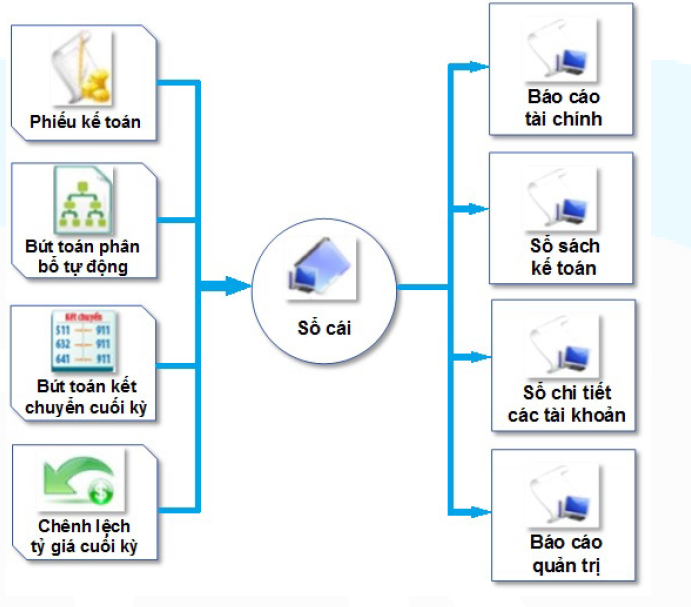 Phiếu kế toán
Bút toán phân
bổ tự động
Kết chuyển
511 911
632 911
641 911
Bút toán kết
chuyển cuối kỳ
Chênh lệch
tỷ giá cuối kỳ
Sổ cái
Báo cáo
tài chính
Sổ sách
kế toán
Sổ chi tiết
các tài khoản
Báo cáo
quản trị